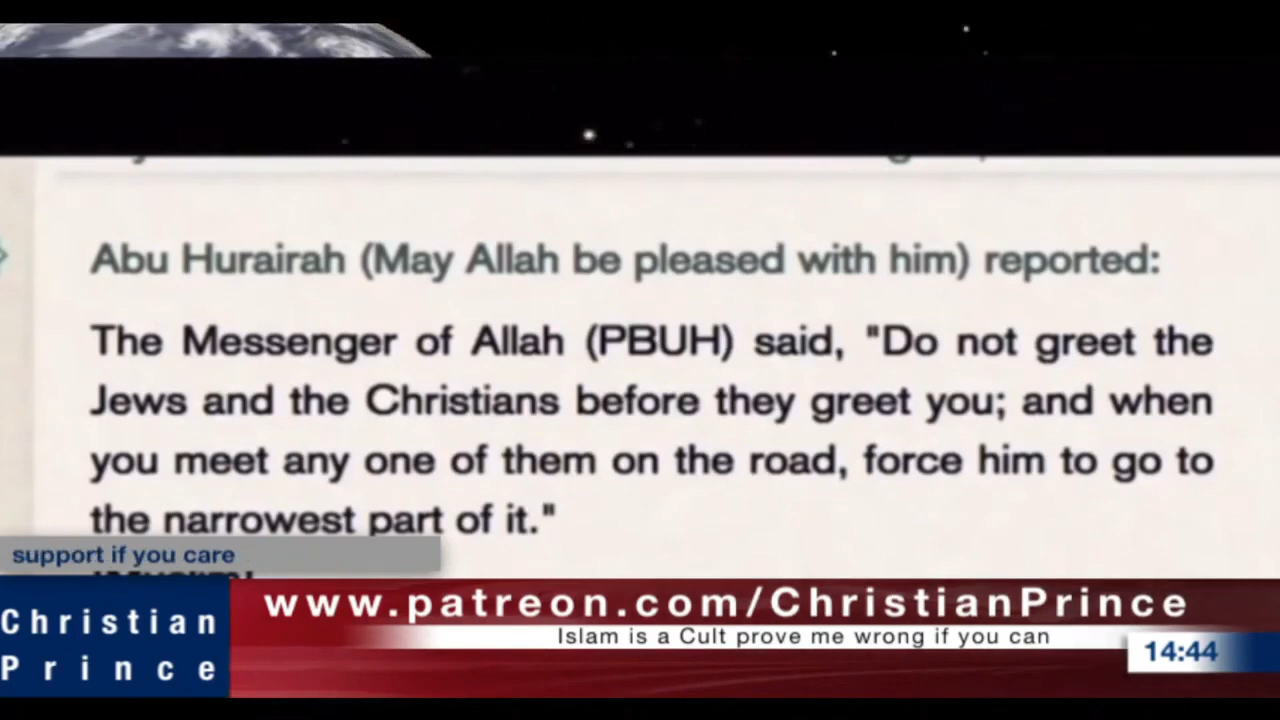 Abu Hurairah (May Allah be pleased with him) reported:
The Messenger of Allah (PBUH) said, "Do not greet the
Jews and the Christians before they greet you; and when
you meet any one of them on the road, force him to go to
the narrowest part of it."
support if you care
Christian
Prince
www.patreon.com/ChristianPrince
Islam is a Cult prove me wrong if you can
14:44